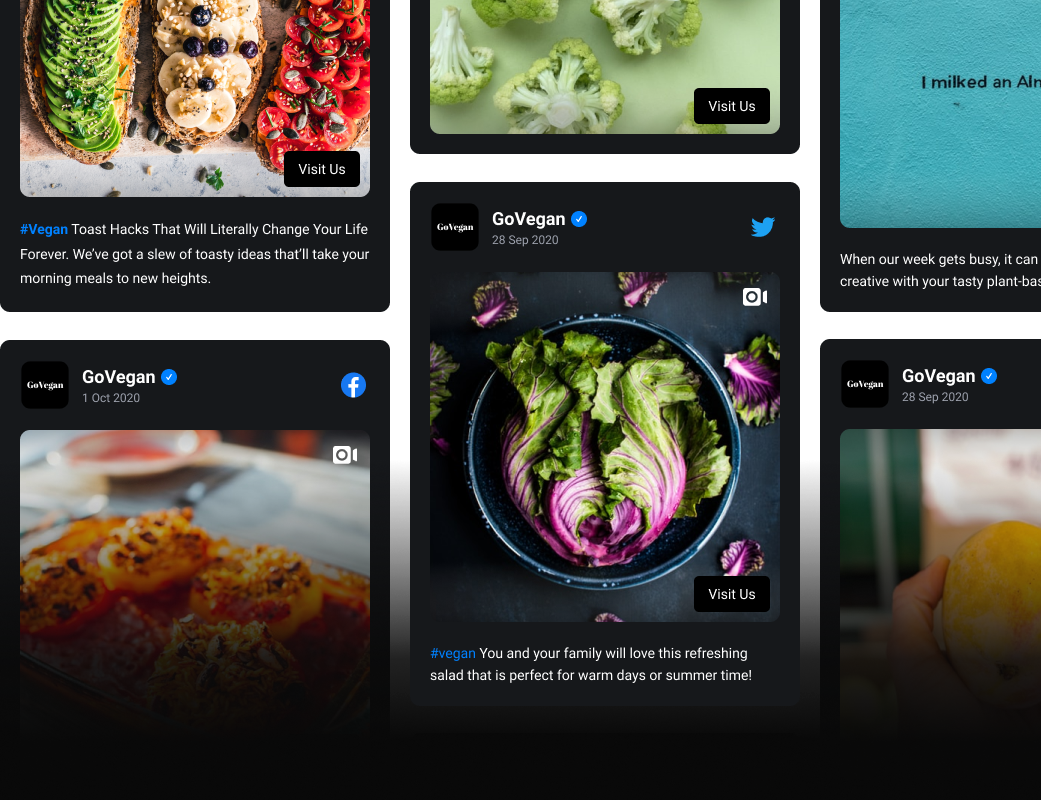 Visit Us
#Vegan Toast Hacks That Will Literally Change Your Life
Forever. We’ve got a slew of toasty ideas that’ll take your
morning meals to new heights.
GoVegan
GoVegan
1 Oct 2020
Visit Us
GoVegan
GoVegan
28 Sep 2020
Visit Us
#vegan You and your family will love this refreshing
salad that is perfect for warm days or summer time!
I milked an
When our week gets busy, it can
creative with your tasty
GoVegan
GoVegan
28 Sep 2020